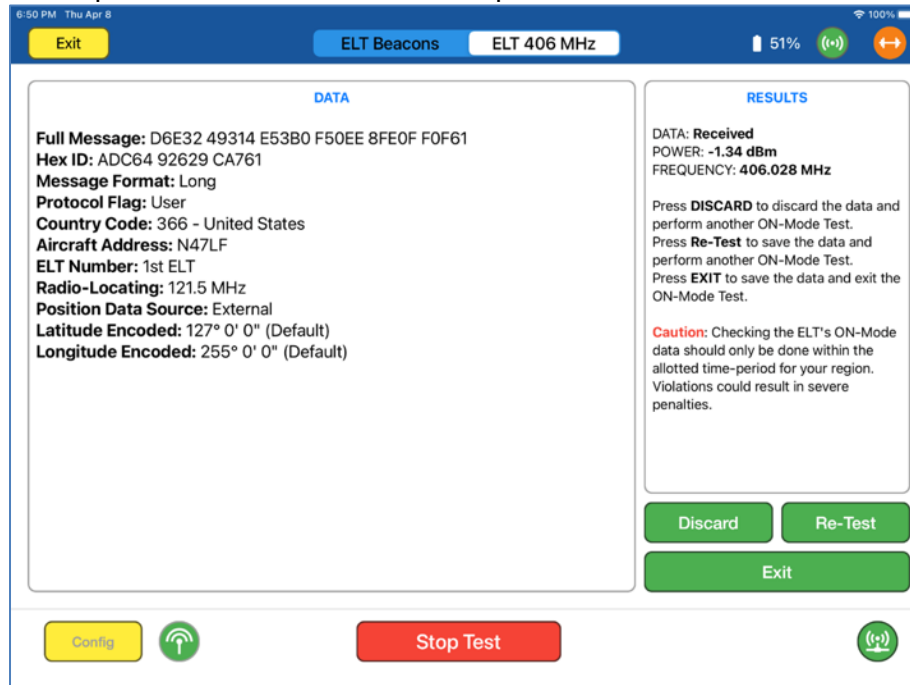 6:50 PM Thu Apr 8
100%
Exit
ELT Beacons
ELT 406 MHz
51%
DATA
Full Message: D6E32 49314 E53B0 F50EE 8FE0F F0F61
Hex ID: ADC64 92629 CA761
Message Format: Long
Protocol Flag: User
Country Code: 366 - United States
Aircraft Address: N47LF
ELT Number: 1st ELT
Radio-Locating: 121.5 MHz
Position Data Source: External
Latitude Encoded: 127° 0' 0" (Default)
Longitude Encoded: 255° 0' 0" (Default)
RESULTS
DATA: Received
POWER: -1.34 dBm
FREQUENCY: 406.028 MHz
Press DISCARD to discard the data and
perform another ON-Mode Test.
Press Re-Test to save the data and
perform another ON-Mode Test.
Press EXIT to save the data and exit the
ON-Mode Test.
Caution: Checking the ELT's ON-Mode
data should only be done within the
allotted time-period for your region.
Violations could result in severe
penalties.
Discard
Re-Test
Exit
Config
Stop Test